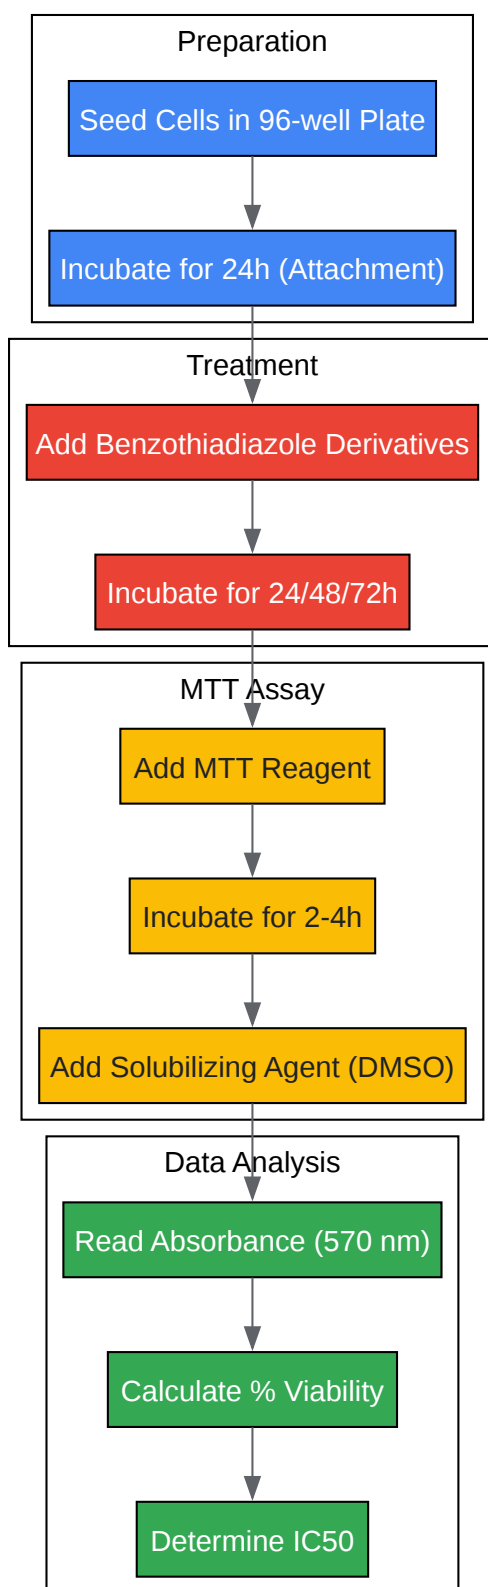 Preparation
Seed Cells in 96-well Plate
Incubate for 24h (Attachment)
Treatment
Add Benzothiadiazole Derivatives
Incubate for 24/48/72h
MTT Assay
Add MTT Reagent
Incubate for 2-4h
Add Solubilizing Agent (DMSO)
Data Analysis
Read Absorbance (570 nm)
Calculate % Viability
Determine IC50